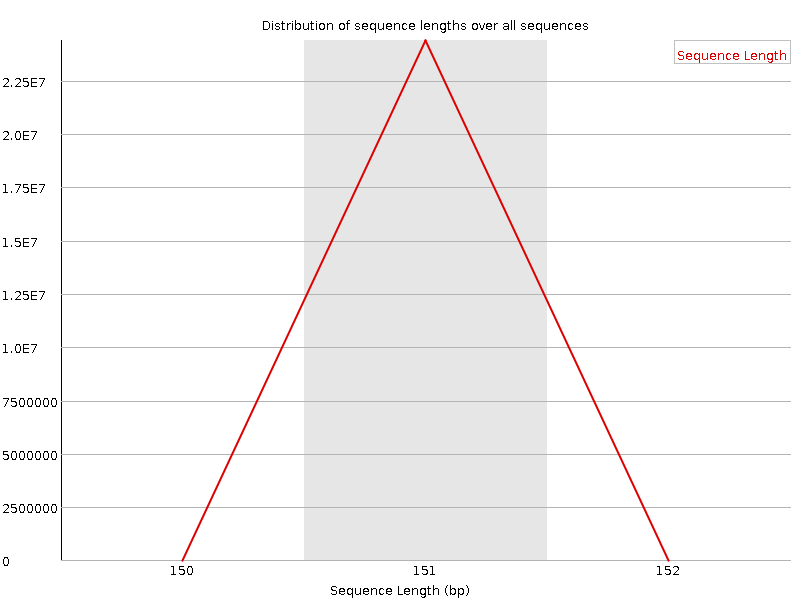 Distribution of sequence lengths over all sequences
Sequence Length
2.25E7
2.0E7
1.75E7
1.5E7
1.25E7
1.0E7
7500000
5000000
2500000
0
150 151 152
Sequence Length (bp)